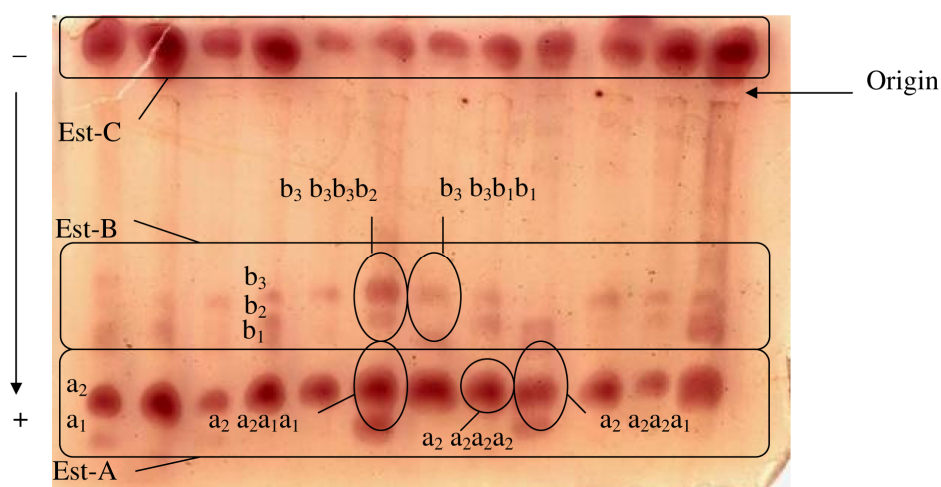 −
Origin
Est-C
b₃ b₃b₃b₂
b₃ b₃b₁b₁
Est-B
b₃
b₂
b₁
a₂
a₁
+
a₂ a₂a₁a₁
a₂ a₂a₂a₂
a₂ a₂a₂a₁
Est-A